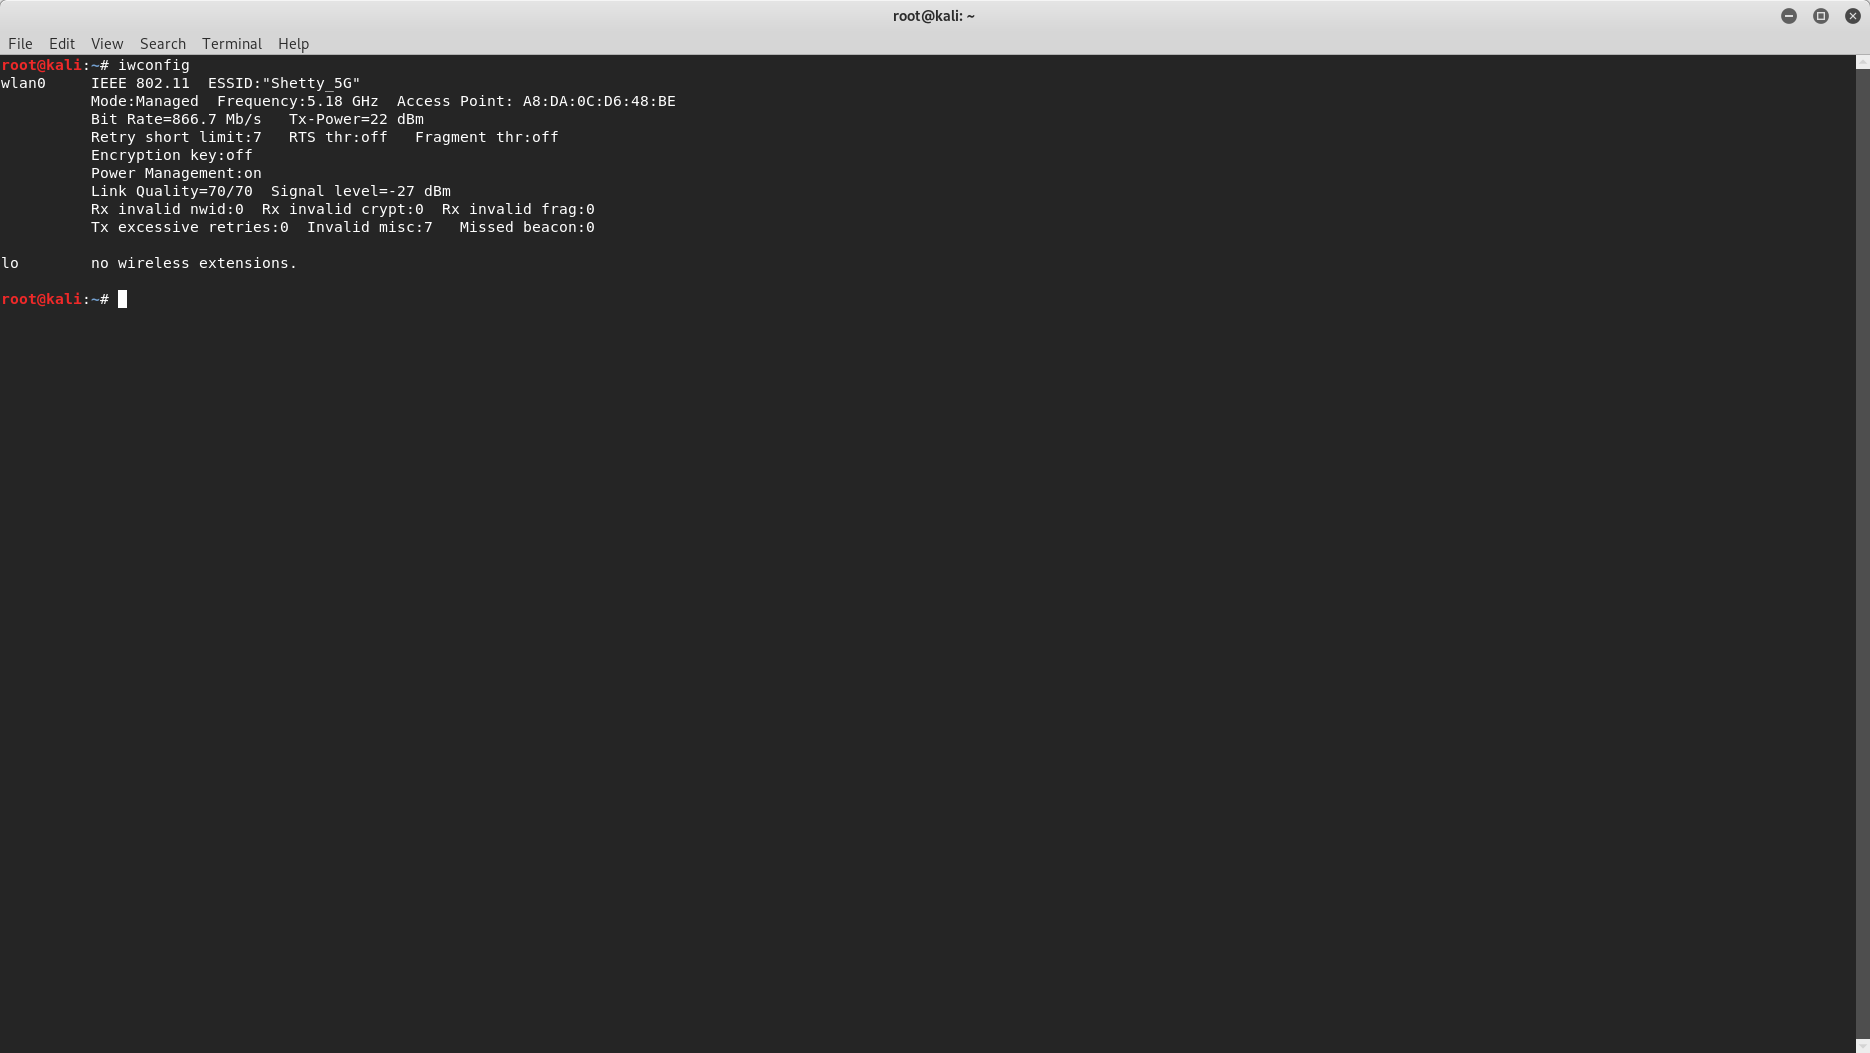 root@kali: ~
File Edit View Search Terminal Help
root@kali:~# iwconfig
wlan0     IEEE 802.11  ESSID:"Shetty_5G"
          Mode:Managed  Frequency:5.18 GHz  Access Point: A8:DA:0C:D6:48:BE
          Bit Rate=866.7 Mb/s   Tx-Power=22 dBm
          Retry short limit:7   RTS thr:off   Fragment thr:off
          Encryption key:off
          Power Management:on
          Link Quality=70/70  Signal level=-27 dBm
          Rx invalid nwid:0  Rx invalid crypt:0  Rx invalid frag:0
          Tx excessive retries:0  Invalid misc:7   Missed beacon:0
lo        no wireless extensions.
root@kali:~#